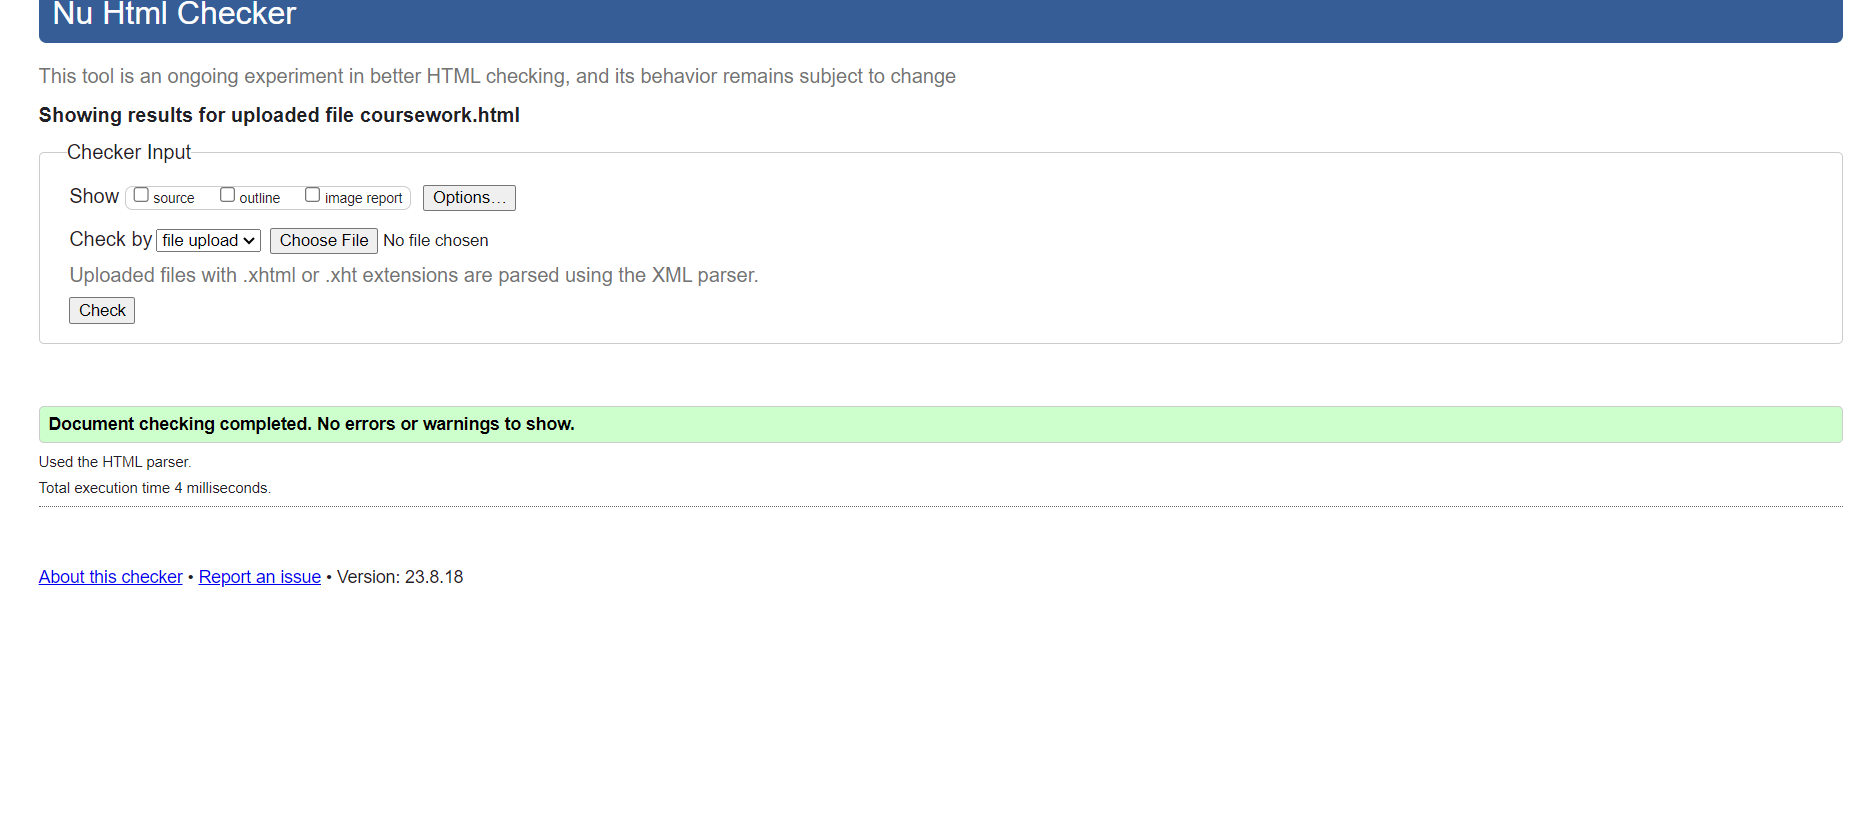 Nu Html Checker
This tool is an ongoing experiment in better HTML checking, and its behavior remains subject to change
Showing results for uploaded file coursework.html
Checker Input
Show source outline image report Options…
Check by file upload Choose File No file chosen
Uploaded files with .xhtml or .xht extensions are parsed using the XML parser.
Check
Document checking completed. No errors or warnings to show.
Used the HTML parser.
Total execution time 4 milliseconds.
About this checker • Report an issue • Version: 23.8.18